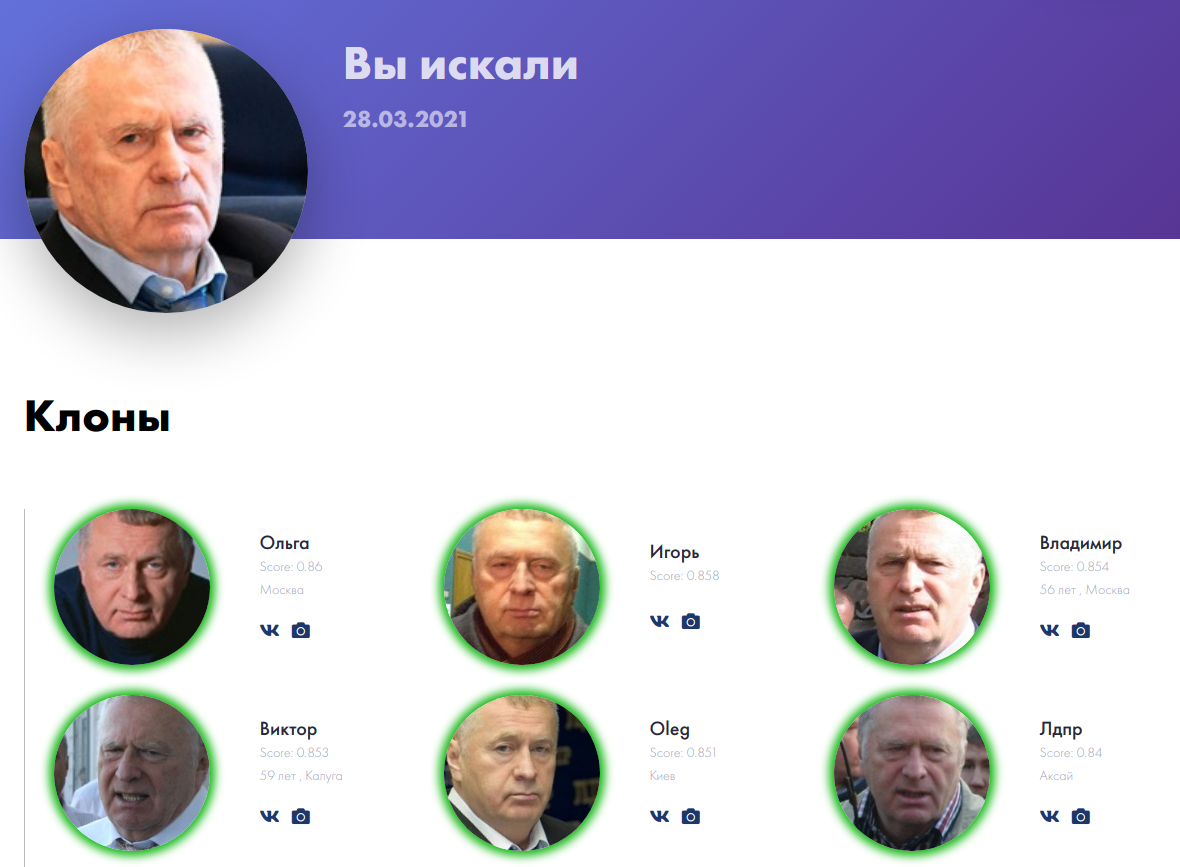 Вы искали
28.03.2021
Клоны
Ольга
Score: 0.86
Москва
Игорь
Score: 0.858
Владимир
Score: 0.854
56 лет , Москва
Виктор
Score: 0.853
59 лет , Калуга
Oleg
Score: 0.851
Киев
Лдпр
Score: 0.84
Аксай